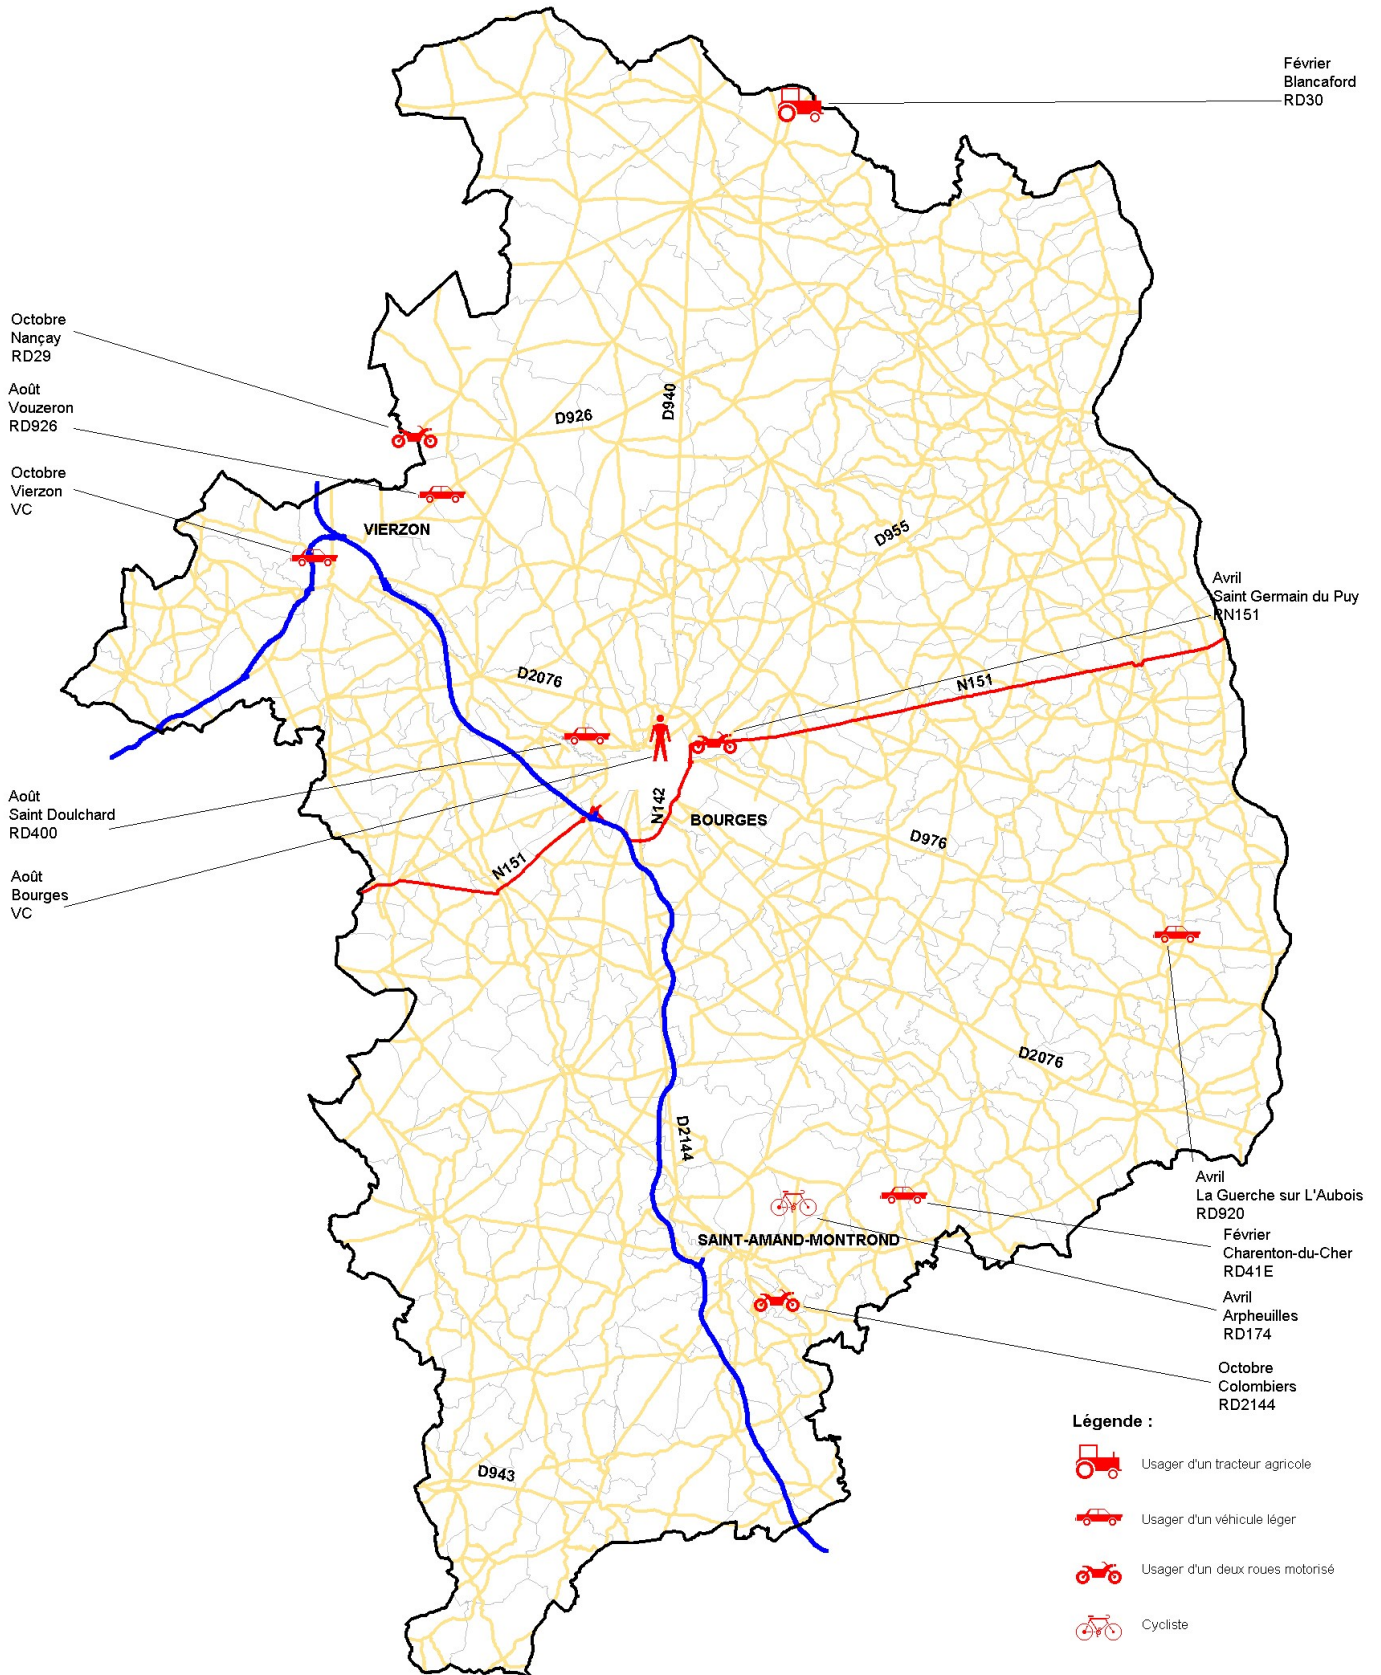 Février
Blancaford
RD30
Octobre
Nançay
RD29
Août
Vouzeron
RD926
Octobre
Vierzon
VC
D926
D940
VIERZON
D955
Avril
Saint Germain du Puy
RN151
D2076
N151
Août
Saint Doulchard
RD400
N142
BOURGES
D976
N151
Août
Bourges
VC
D2076
D2144
Avril
La Guerche sur L'Aubois
RD920
SAINT-AMAND-MONTROND
Février
Charenton-du-Cher
RD41E
Avril
Arpheuilles
RD174
Octobre
Colombiers
RD2144
D943
Légende :
Usager d'un tracteur agricole
Usager d'un véhicule léger
Usager d'un deux roues motorisé
Cycliste